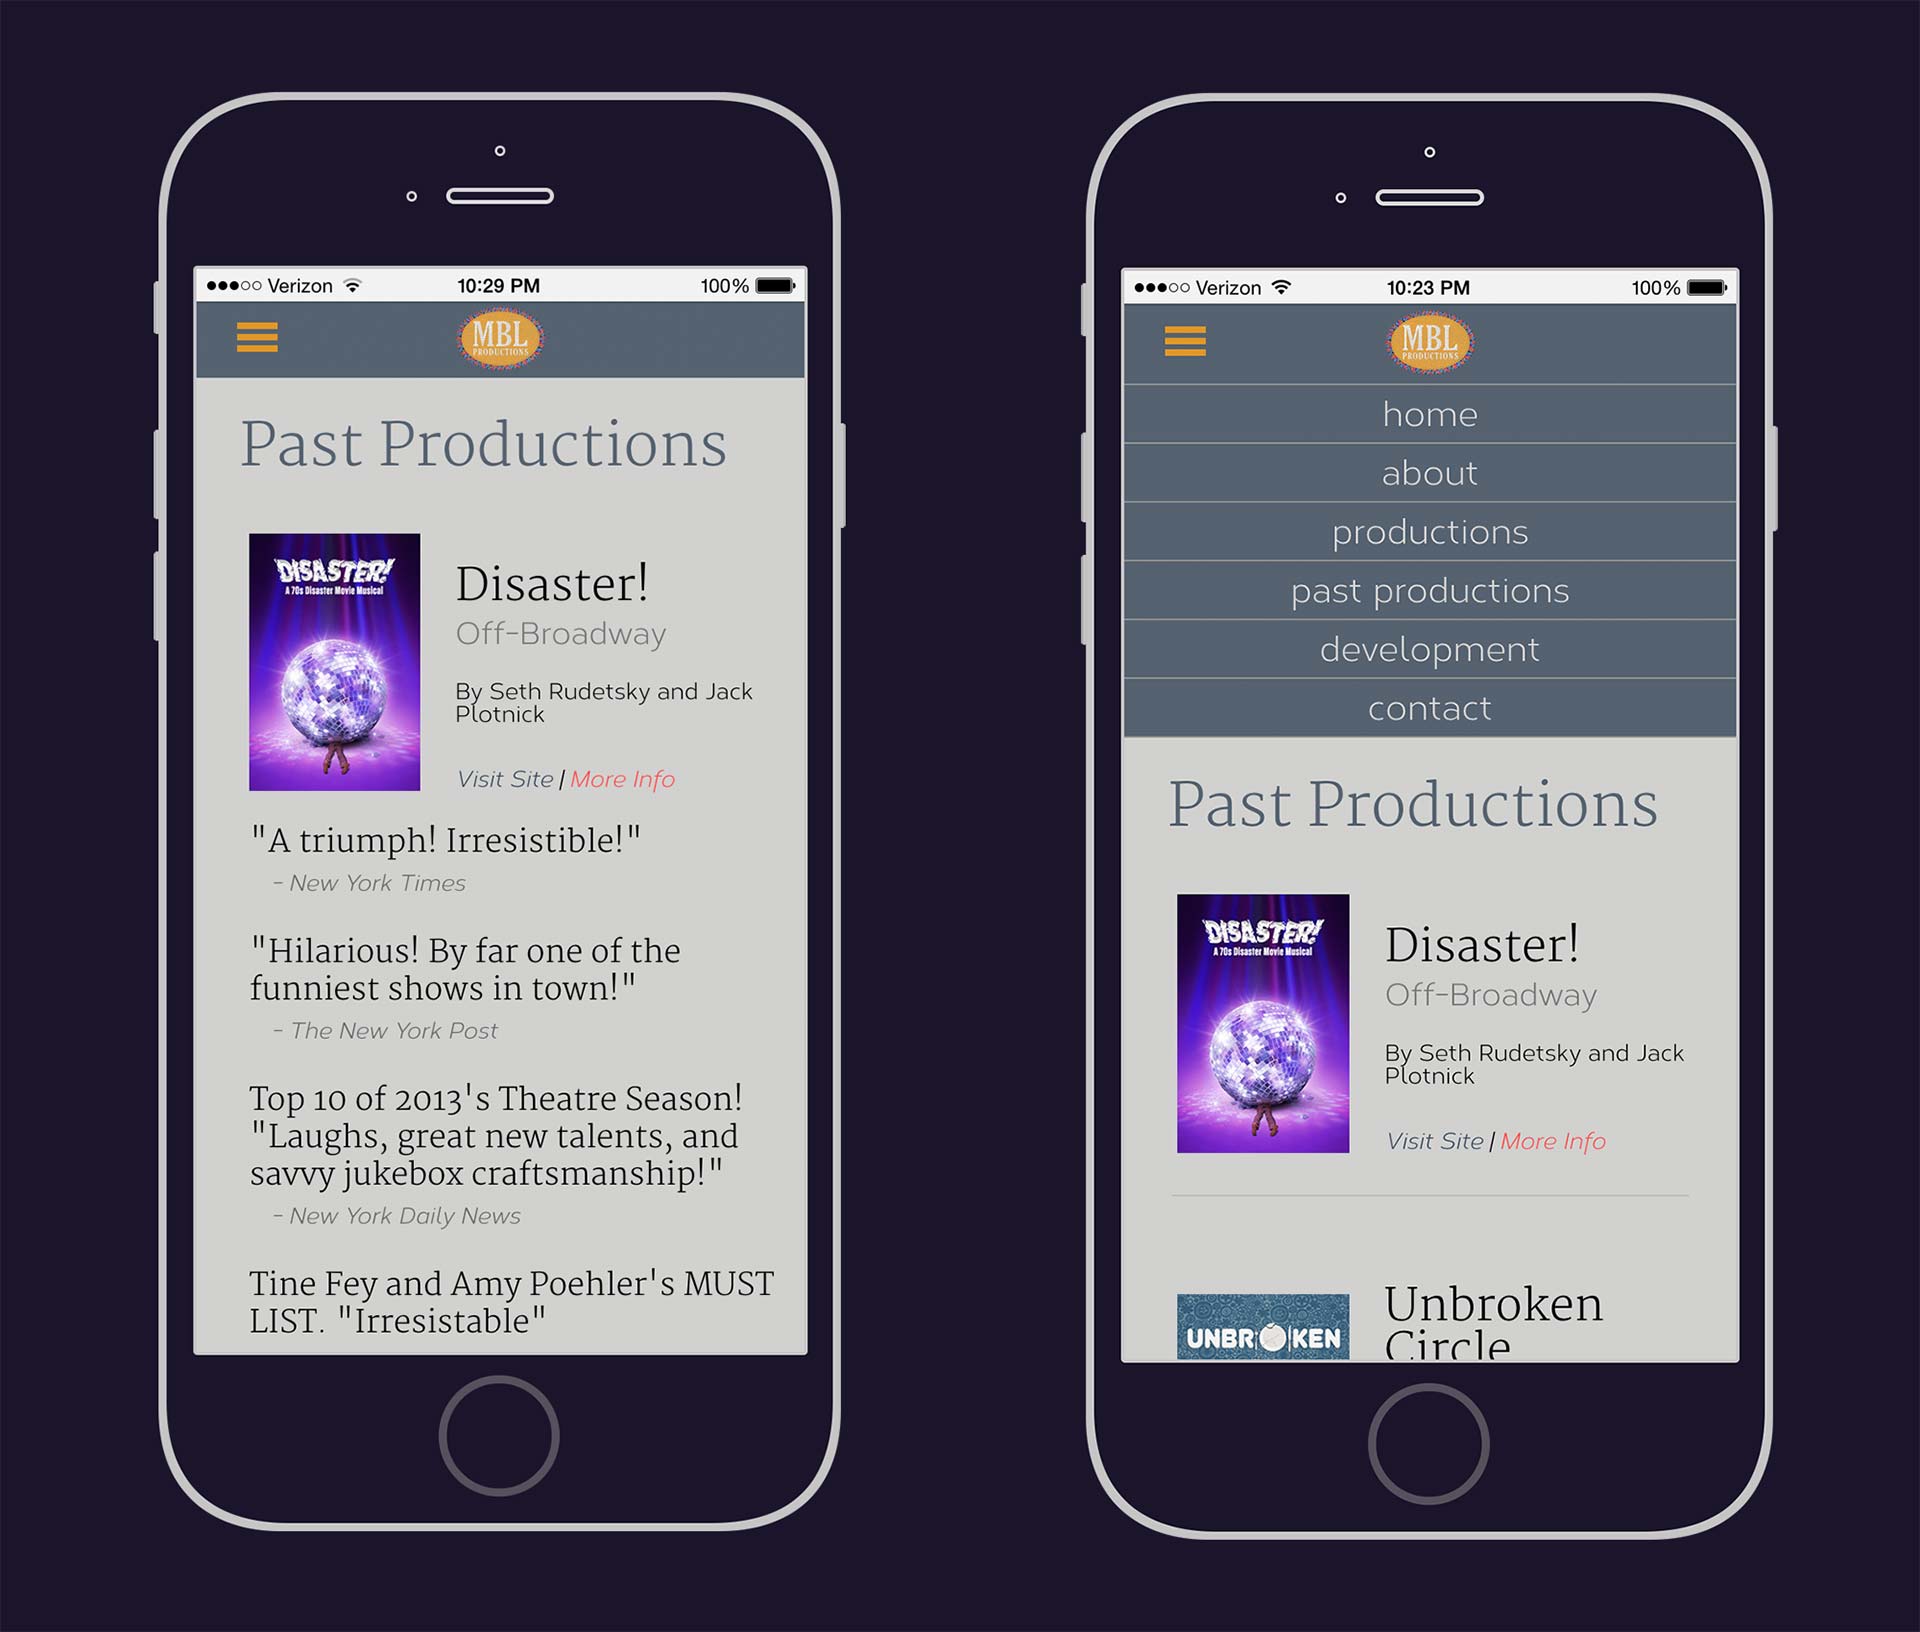 Verizon 10:29 PM 100%
MBL
PRODUCTIONS
Past Productions
DISASTER!
A 70s Disaster Movie Musical
Disaster!
Off-Broadway
By Seth Rudetsky and Jack
Plotnick
Visit Site | More Info
"A triumph! Irresistible!"
- New York Times
"Hilarious! By far one of the
funniest shows in town!"
- The New York Post
Top 10 of 2013's Theatre Season!
"Laughs, great new talents, and
savvy jukebox craftsmanship!"
- New York Daily News
Tine Fey and Amy Poehler's MUST
LIST. "Irresistable"
Verizon 10:23 PM 100%
MBL
PRODUCTIONS
home
about
productions
past productions
development
contact
Past Productions
DISASTER!
A 70s Disaster Movie Musical
Disaster!
Off-Broadway
By Seth Rudetsky and Jack
Plotnick
Visit Site | More Info
UNBROKEN
Unbroken
Circle